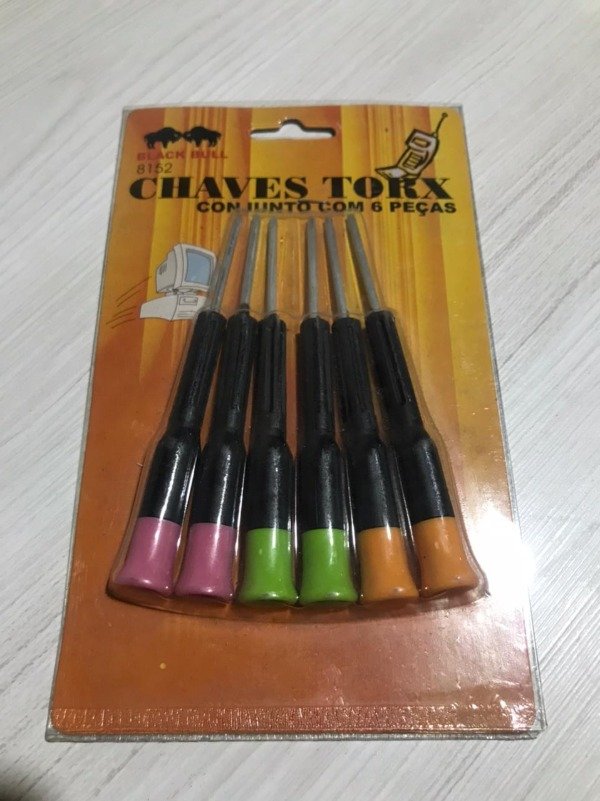 BLACK BULL
8152
CHAVES TORX
CONJUNTO COM 6 PEÇAS